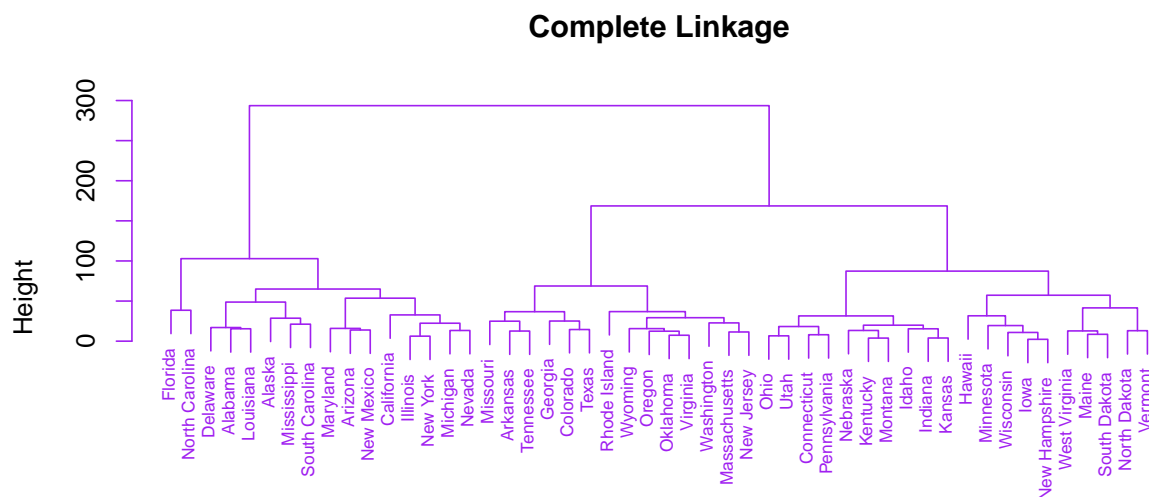 Complete Linkage
Height
300
200
100
0
Florida
North Carolina
Delaware
Alabama
Louisiana
Alaska
Mississippi
South Carolina
Maryland
Arizona
New Mexico
California
Illinois
New York
Michigan
Nevada
Missouri
Arkansas
Tennessee
Georgia
Colorado
Texas
Rhode Island
Wyoming
Oregon
Oklahoma
Virginia
Washington
Massachusetts
New Jersey
Ohio
Utah
Connecticut
Pennsylvania
Nebraska
Kentucky
Montana
Idaho
Indiana
Kansas
Hawaii
Minnesota
Wisconsin
Iowa
New Hampshire
West Virginia
Maine
South Dakota
North Dakota
Vermont